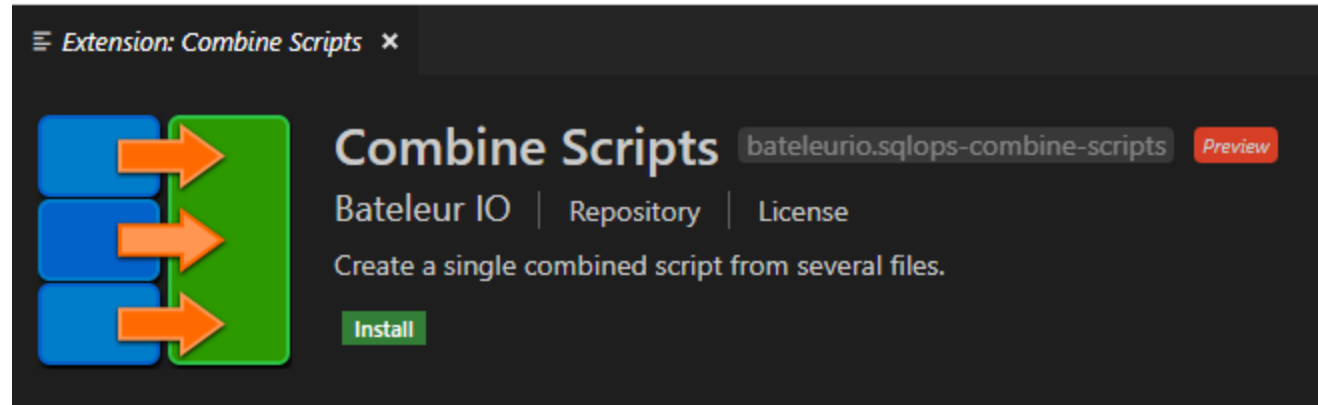 Extension: Combine Scripts ×
Combine Scripts bateleurio.sqlops-combine-scripts Preview
Bateleur IO | Repository | License
Create a single combined script from several files.
Install